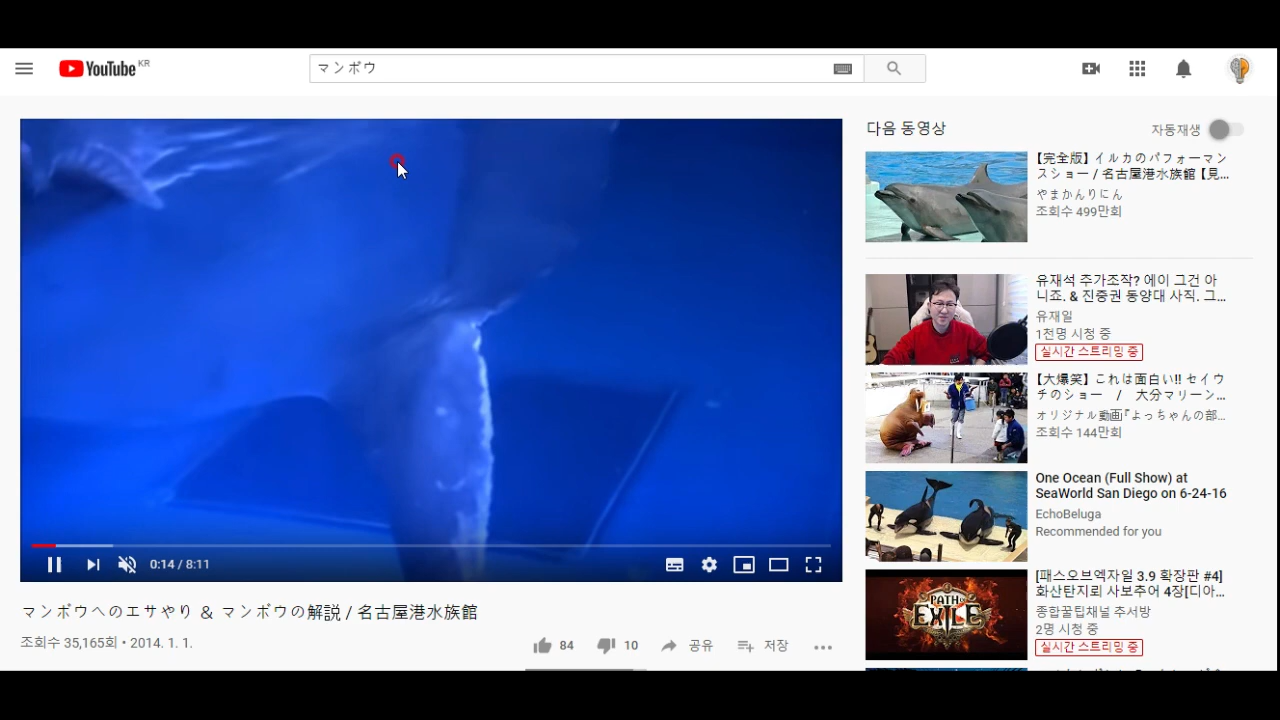 YouTube KR
マンボウ
다음 동영상
자동재생
【完全版】イルカのパフォーマン
スショー / 名古屋港水族館【見...
やまかんりにん
조회수 499만회
유재석 주가조작? 에이 그건 아
니죠. & 진중권 동양대 사직. 그...
유재일
1천명 시청 중
실시간 스트리밍 중
【大爆笑】これは面白い!! セイウ
チのショー / 大分マリーン...
オリジナル動画『よっちゃんの部...
조회수 144만회
One Ocean (Full Show) at
SeaWorld San Diego on 6-24-16
EchoBeluga
Recommended for you
PATH OF EXILE
[패스오브엑자일 3.9 확장판 #4]
화산탄지뢰 사보추어 4장[디아...
종합꿀팁채널 추서방
2명 시청 중
실시간 스트리밍 중
0:14 / 8:11
マンボウへのエサやり & マンボウの解説 / 名古屋港水族館
조회수 35,165회 • 2014. 1. 1.
84
10
공유
저장